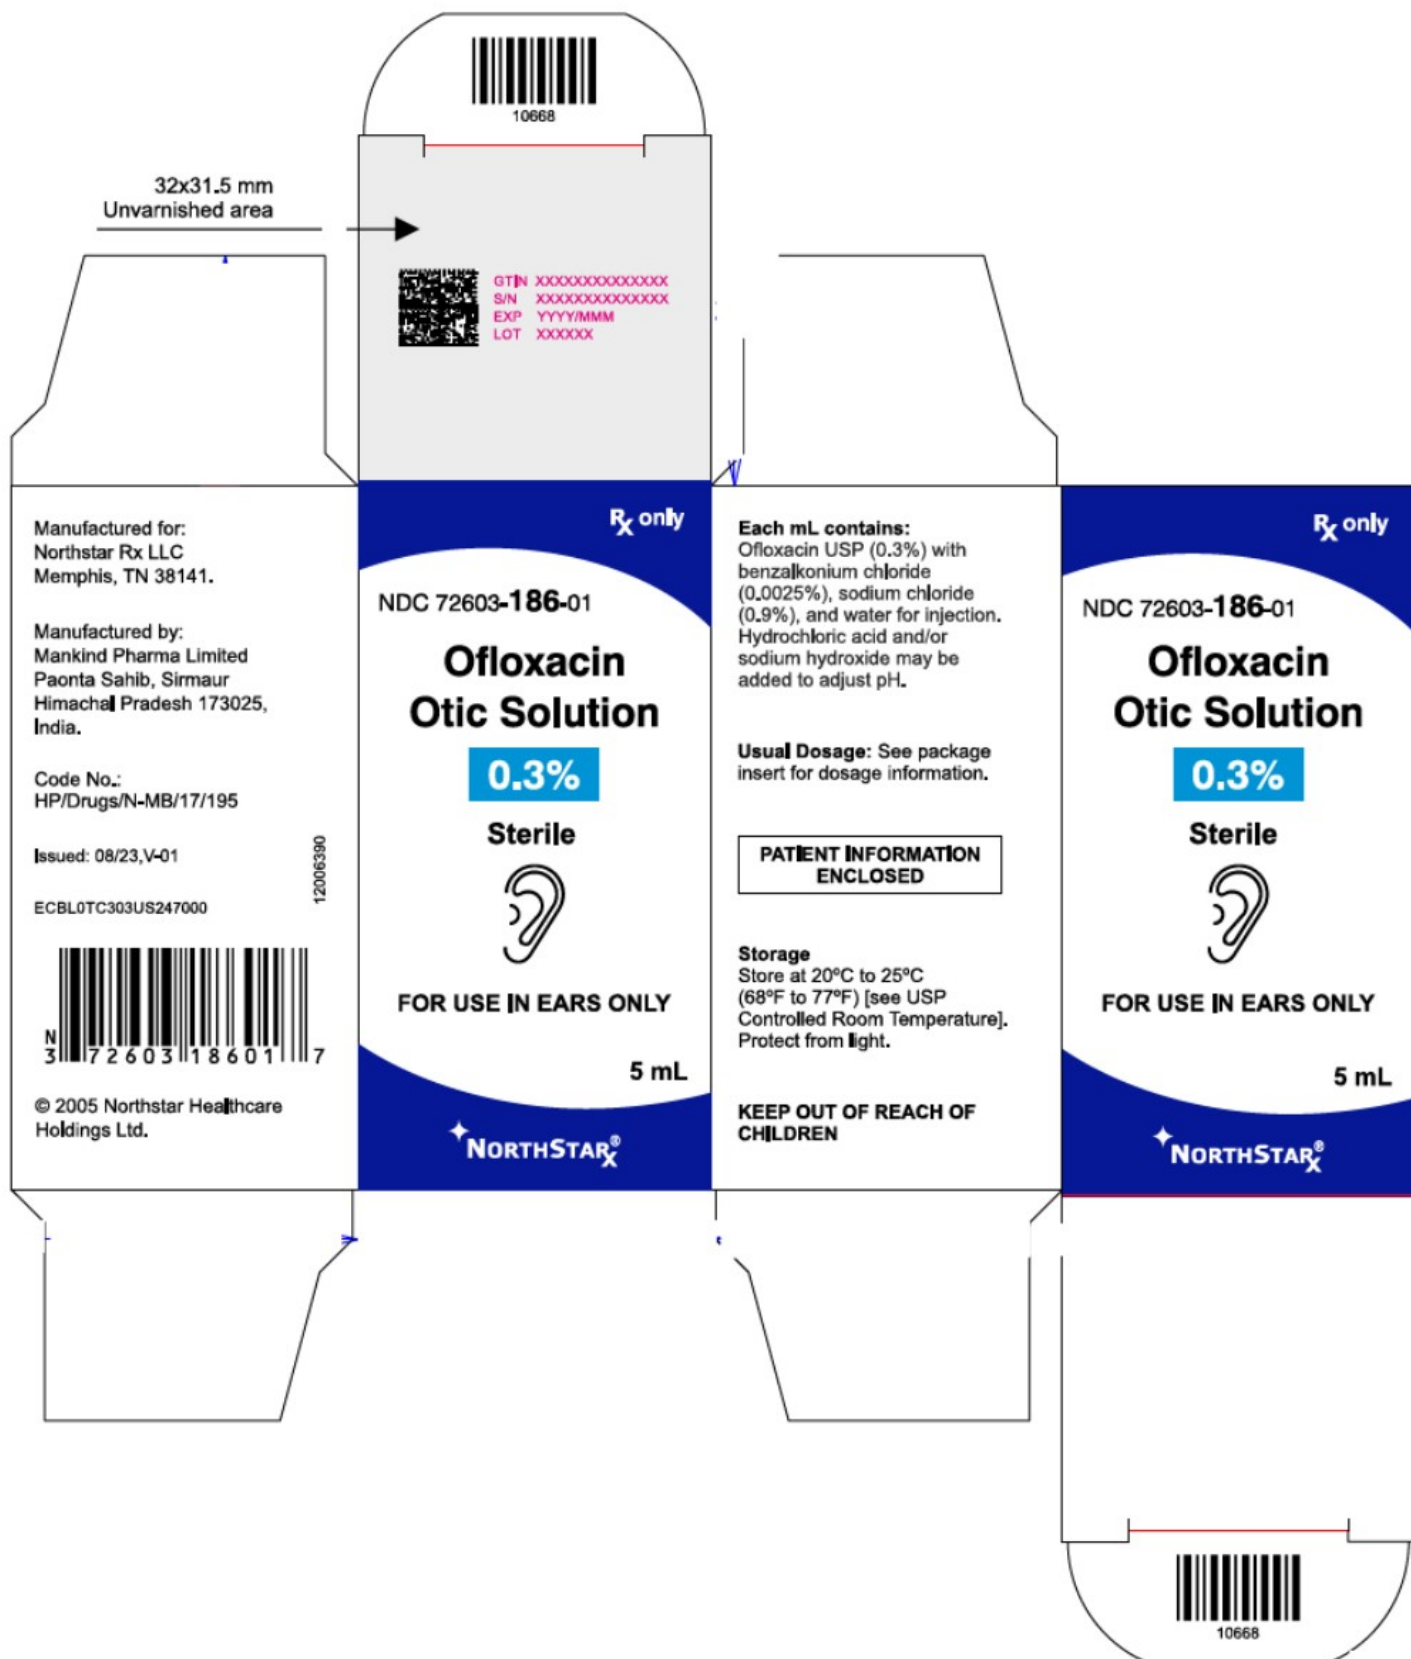 10668
32x31.5 mm
Unvarnished area
GTIN XXXXXXXXXXXXXX
S/N XXXXXXXXXXXXXX
EXP YYYY/MMM
LOT XXXXXX
Manufactured for:
Northstar Rx LLC
Memphis, TN 38141.
Manufactured by:
Mankind Pharma Limited
Paonta Sahib, Sirmaur
Himachal Pradesh 173025,
India.
Code No.:
HP/Drugs/N-MB/17/195
Issued: 08/23,V-01
12006390
ECBL0TC303US247000
N
3 72603 18601 7
© 2005 Northstar Healthcare
Holdings Ltd.
Rx only
NDC 72603-186-01
Ofloxacin
Otic Solution
0.3%
Sterile
FOR USE IN EARS ONLY
5 mL
NORTHSTARx®
Each mL contains:
Ofloxacin USP (0.3%) with
benzalkonium chloride
(0.0025%), sodium chloride
(0.9%), and water for injection.
Hydrochloric acid and/or
sodium hydroxide may be
added to adjust pH.
Usual Dosage: See package
insert for dosage information.
PATIENT INFORMATION
ENCLOSED
Storage
Store at 20ºC to 25ºC
(68ºF to 77ºF) [see USP
Controlled Room Temperature].
Protect from light.
KEEP OUT OF REACH OF
CHILDREN
Rx only
NDC 72603-186-01
Ofloxacin
Otic Solution
0.3%
Sterile
FOR USE IN EARS ONLY
5 mL
NORTHSTARx®
10668